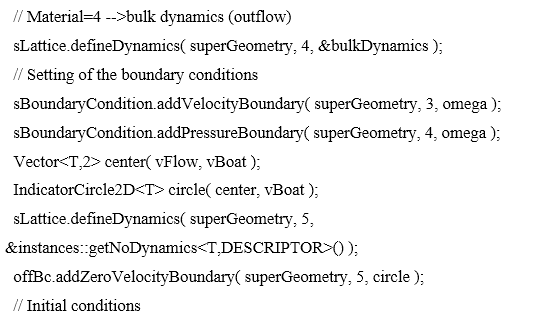 // Material=4 -->bulk dynamics (outflow)
sLattice.defineDynamics( superGeometry, 4, &bulkDynamics );
// Setting of the boundary conditions
sBoundaryCondition.addVelocityBoundary( superGeometry, 3, omega );
sBoundaryCondition.addPressureBoundary( superGeometry, 4, omega );
Vector<T,2> center( vFlow, vBoat );
IndicatorCircle2D<T> circle( center, vBoat );
sLattice.defineDynamics( superGeometry, 5,
&instances::getNoDynamics<T,DESCRIPTOR>() );
offBc.addZeroVelocityBoundary( superGeometry, 5, circle );
// Initial conditions